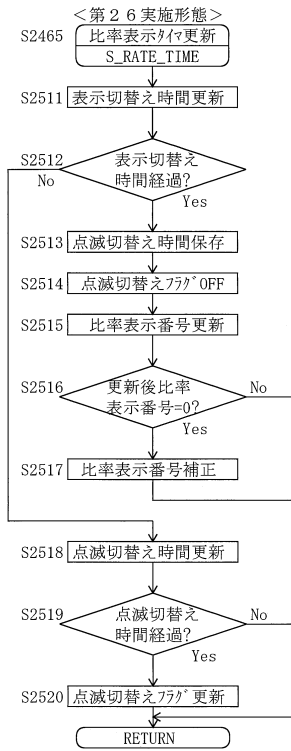 ＜第２６実施形態＞
S2465 比率表示ﾀｲﾏ更新
S_RATE_TIME
S2511 表示切替え時間更新
S2512 表示切替え
時間経過?
No
Yes
S2513 点滅切替え時間保存
S2514 点滅切替えﾌﾗｸﾞOFF
S2515 比率表示番号更新
S2516 更新後比率
表示番号=0?
No
Yes
S2517 比率表示番号補正
S2518 点滅切替え時間更新
S2519 点滅切替え
時間経過?
No
Yes
S2520 点滅切替えﾌﾗｸﾞ更新
RETURN